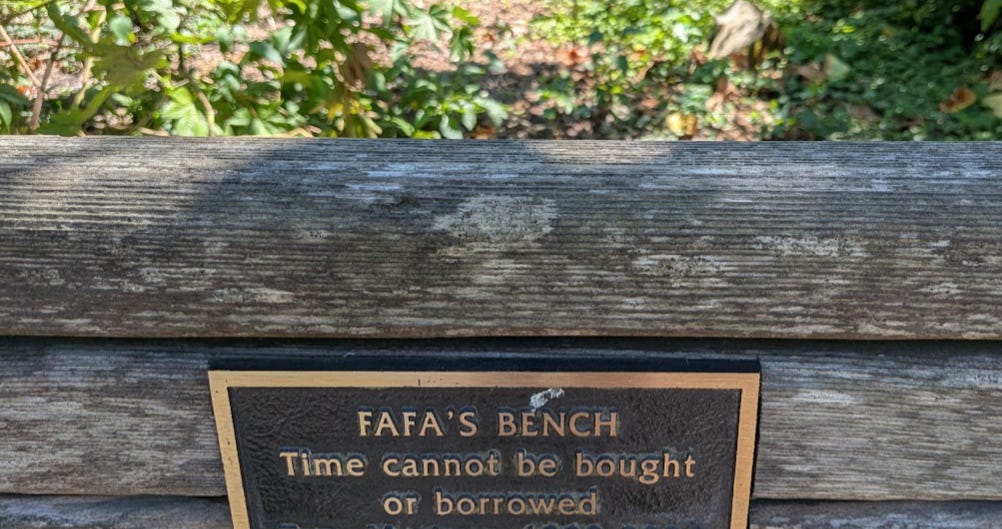 FAFA'S BENCH
Time cannot be bought
or borrowed